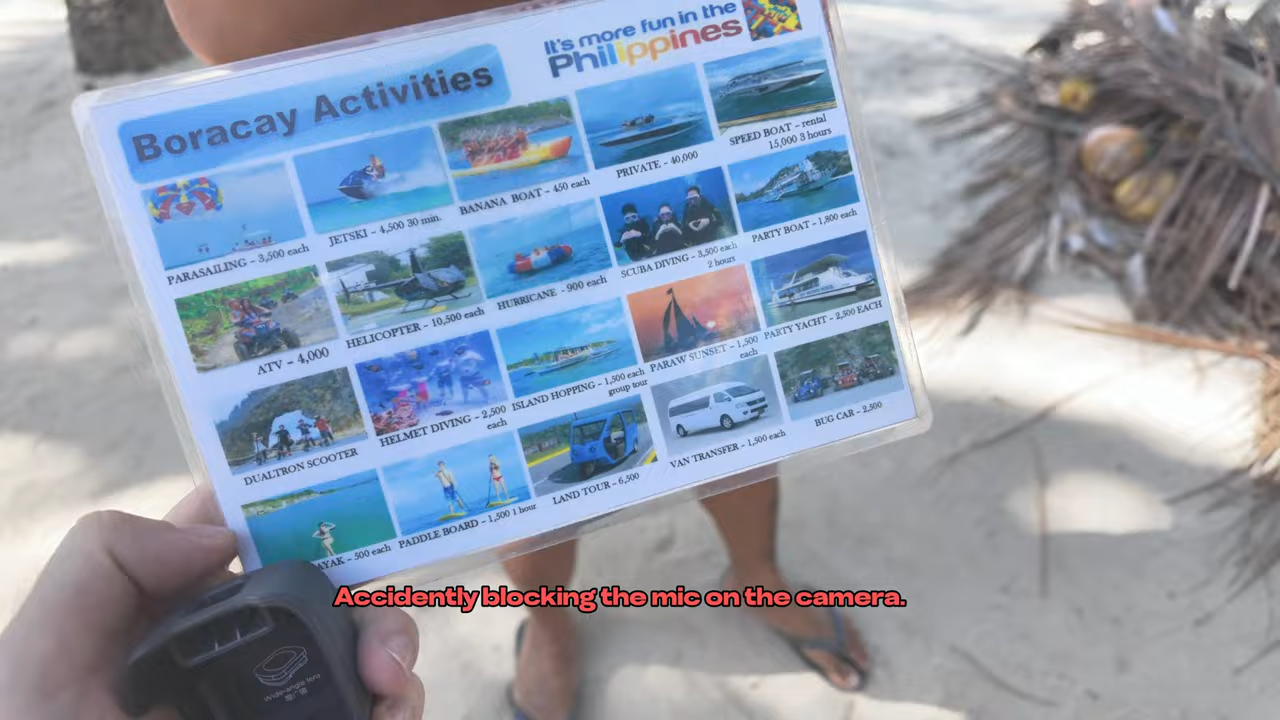 It's more fun in the
Philippines
Boracay Activities
PARASAILING – 3,500 each
JETSKI – 4,500 30 min.
BANANA BOAT – 450 each
PRIVATE – 40,000
SPEED BOAT – rental
15,000 3 hours
ATV – 4,000
HELICOPTER – 10,500 each
HURRICANE – 900 each
SCUBA DIVING – 3,500 each
2 hours
PARTY BOAT – 1,800 each
DUALTRON SCOOTER
HELMET DIVING – 2,500
each
ISLAND HOPPING – 1,500 each
group tour
PARAW SUNSET – 1,500
each
PARTY YACHT – 2,500 EACH
AYAK – 500 each
PADDLE BOARD – 1,500 1 hour
LAND TOUR – 6,500
VAN TRANSFER – 1,500 each
BUG CAR – 2,500
Accidently blocking the mic on the camera.
Wide-angle lens